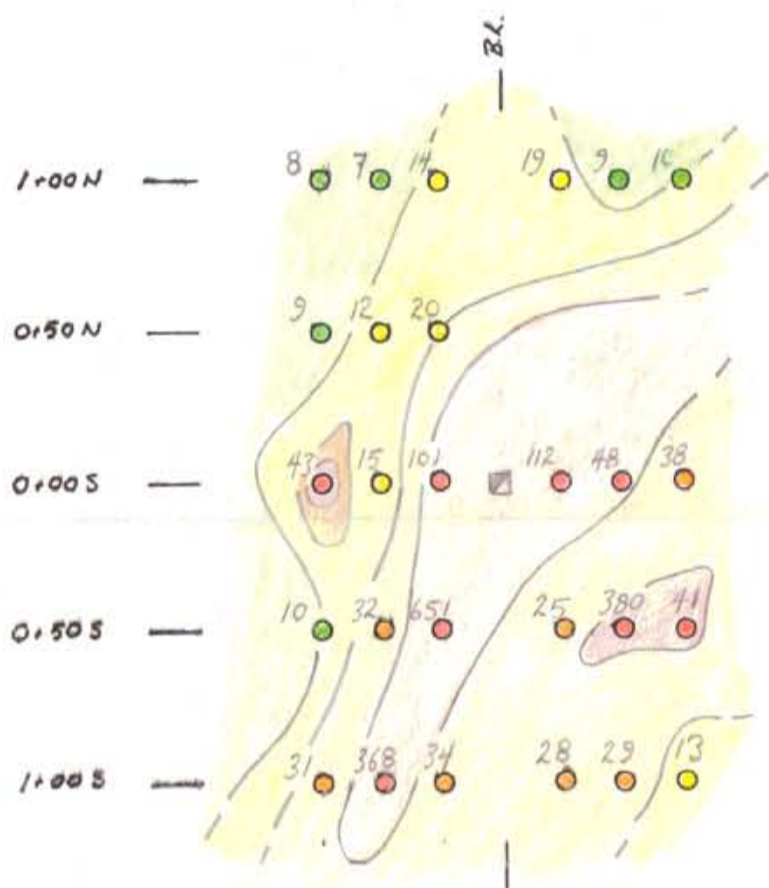 B.L.
1+00N 8 7 14 19 9 10
0+50N 9 12 20
0+00S 43 15 101 112 48 38
0+50S 10 32 651 25 380 41
1+00S 31 368 34 28 29 13